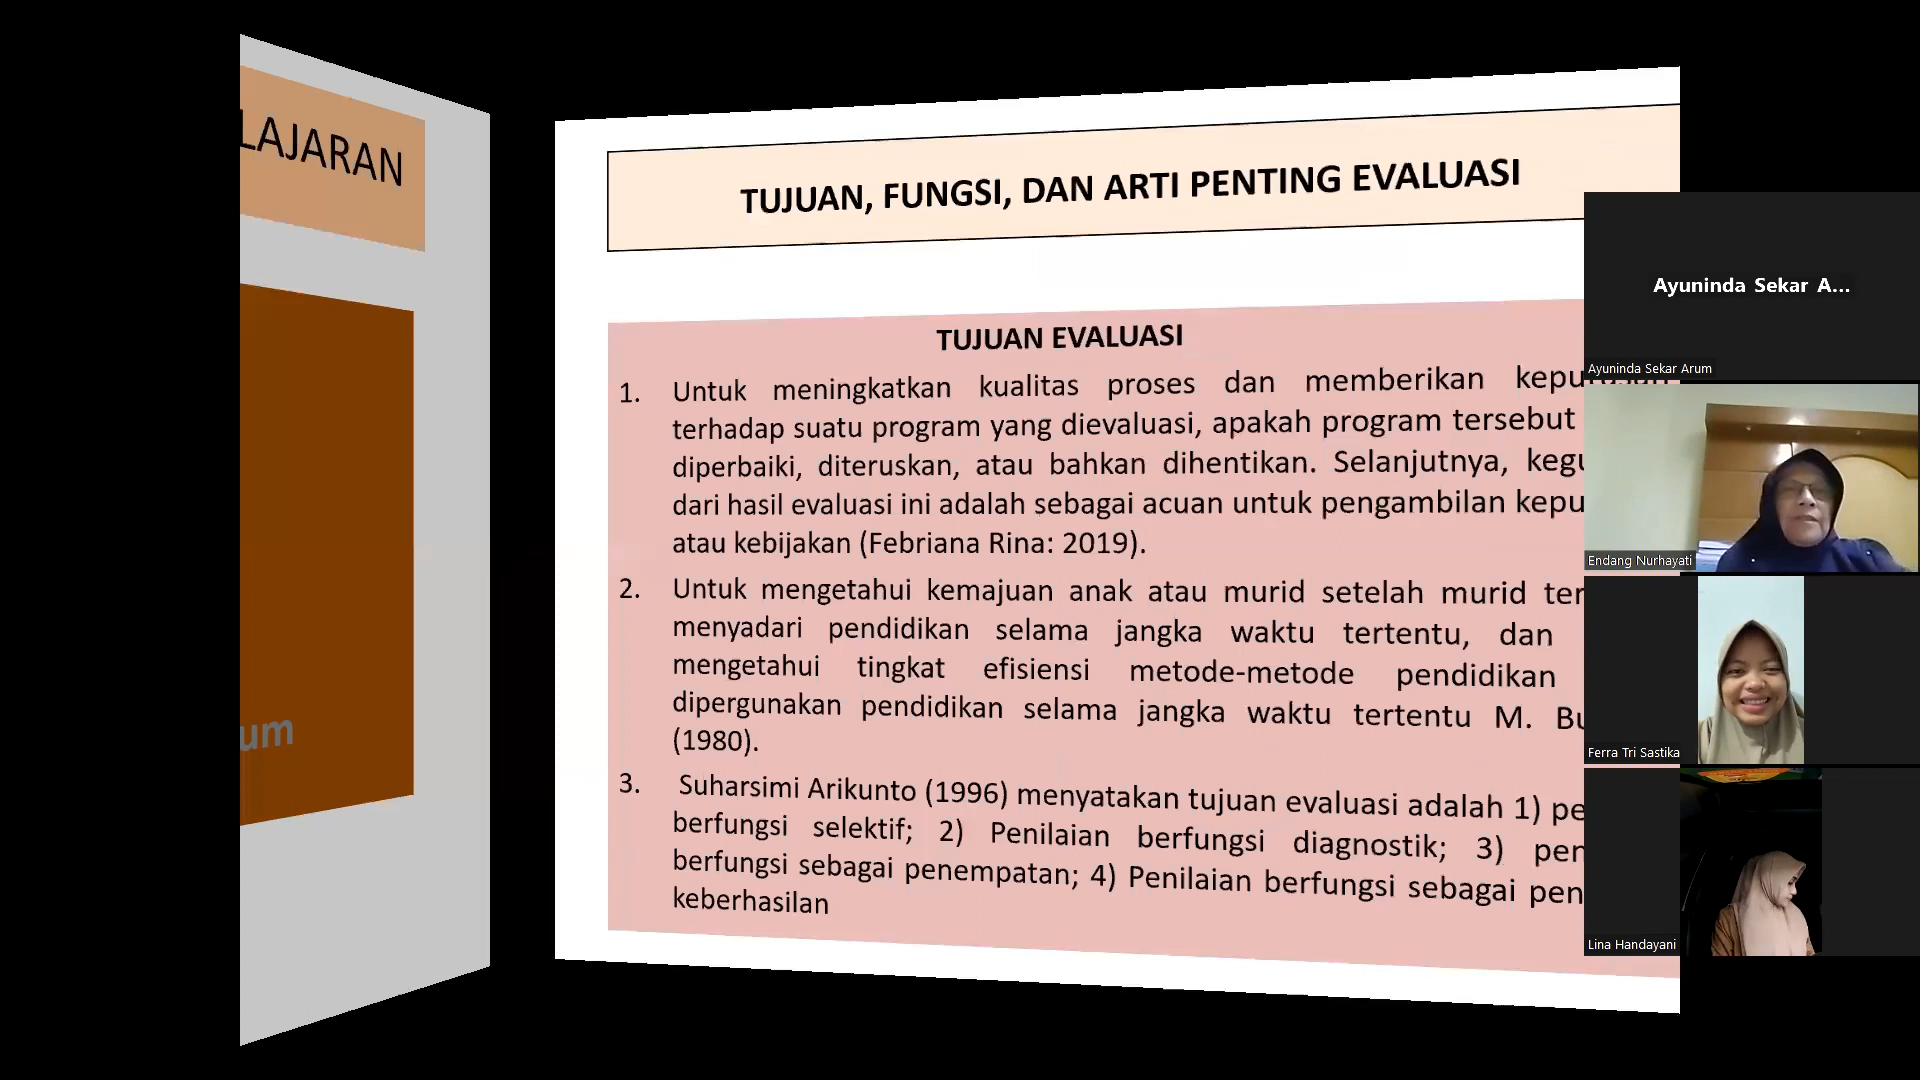 LAJARAN
um
TUJUAN, FUNGSI, DAN ARTI PENTING EVALUASI
TUJUAN EVALUASI
1. Untuk meningkatkan kualitas proses dan memberikan
terhadap suatu program yang dievaluasi, apakah program tersebut
diperbaiki, diteruskan, atau bahkan dihentikan. Selanjutnya,
dari hasil evaluasi ini adalah sebagai acuan untuk pengambilan
atau kebijakan (Febriana Rina: 2019).
2. Untuk mengetahui kemajuan anak atau murid setelah murid
menyadari pendidikan selama jangka waktu tertentu, dan
mengetahui tingkat efisiensi metode-metode pendidikan
dipergunakan pendidikan selama jangka waktu tertentu M.
(1980).
3. Suharsimi Arikunto (1996) menyatakan tujuan evaluasi adalah 1)
berfungsi selektif; 2) Penilaian berfungsi diagnostik; 3)
berfungsi sebagai penempatan; 4) Penilaian berfungsi sebagai
keberhasilan
Ayuninda Sekar A...
Ayuninda Sekar Arum
Endang Nurhayati
Ferra Tri Sastika
Lina Handayani